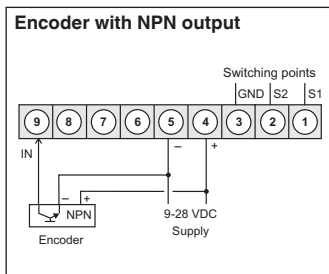 Encoder with NPN output
Switching points
GND S2 S1
9 8 7 6 5 4 3 2 1
IN – +
– +
NPN
Encoder
9-28 VDC
Supply